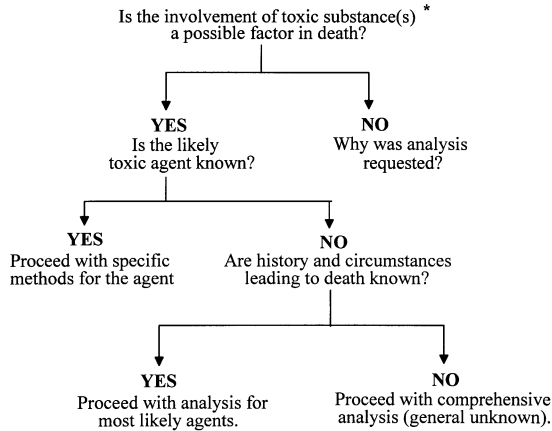 Is the involvement of toxic substance(s) *
a possible factor in death?
YES
Is the likely
toxic agent known?
NO
Why was analysis
requested?
YES
Proceed with specific
methods for the agent
NO
Are history and circumstances
leading to death known?
YES
Proceed with analysis for
most likely agents.
NO
Proceed with comprehensive
analysis (general unknown).